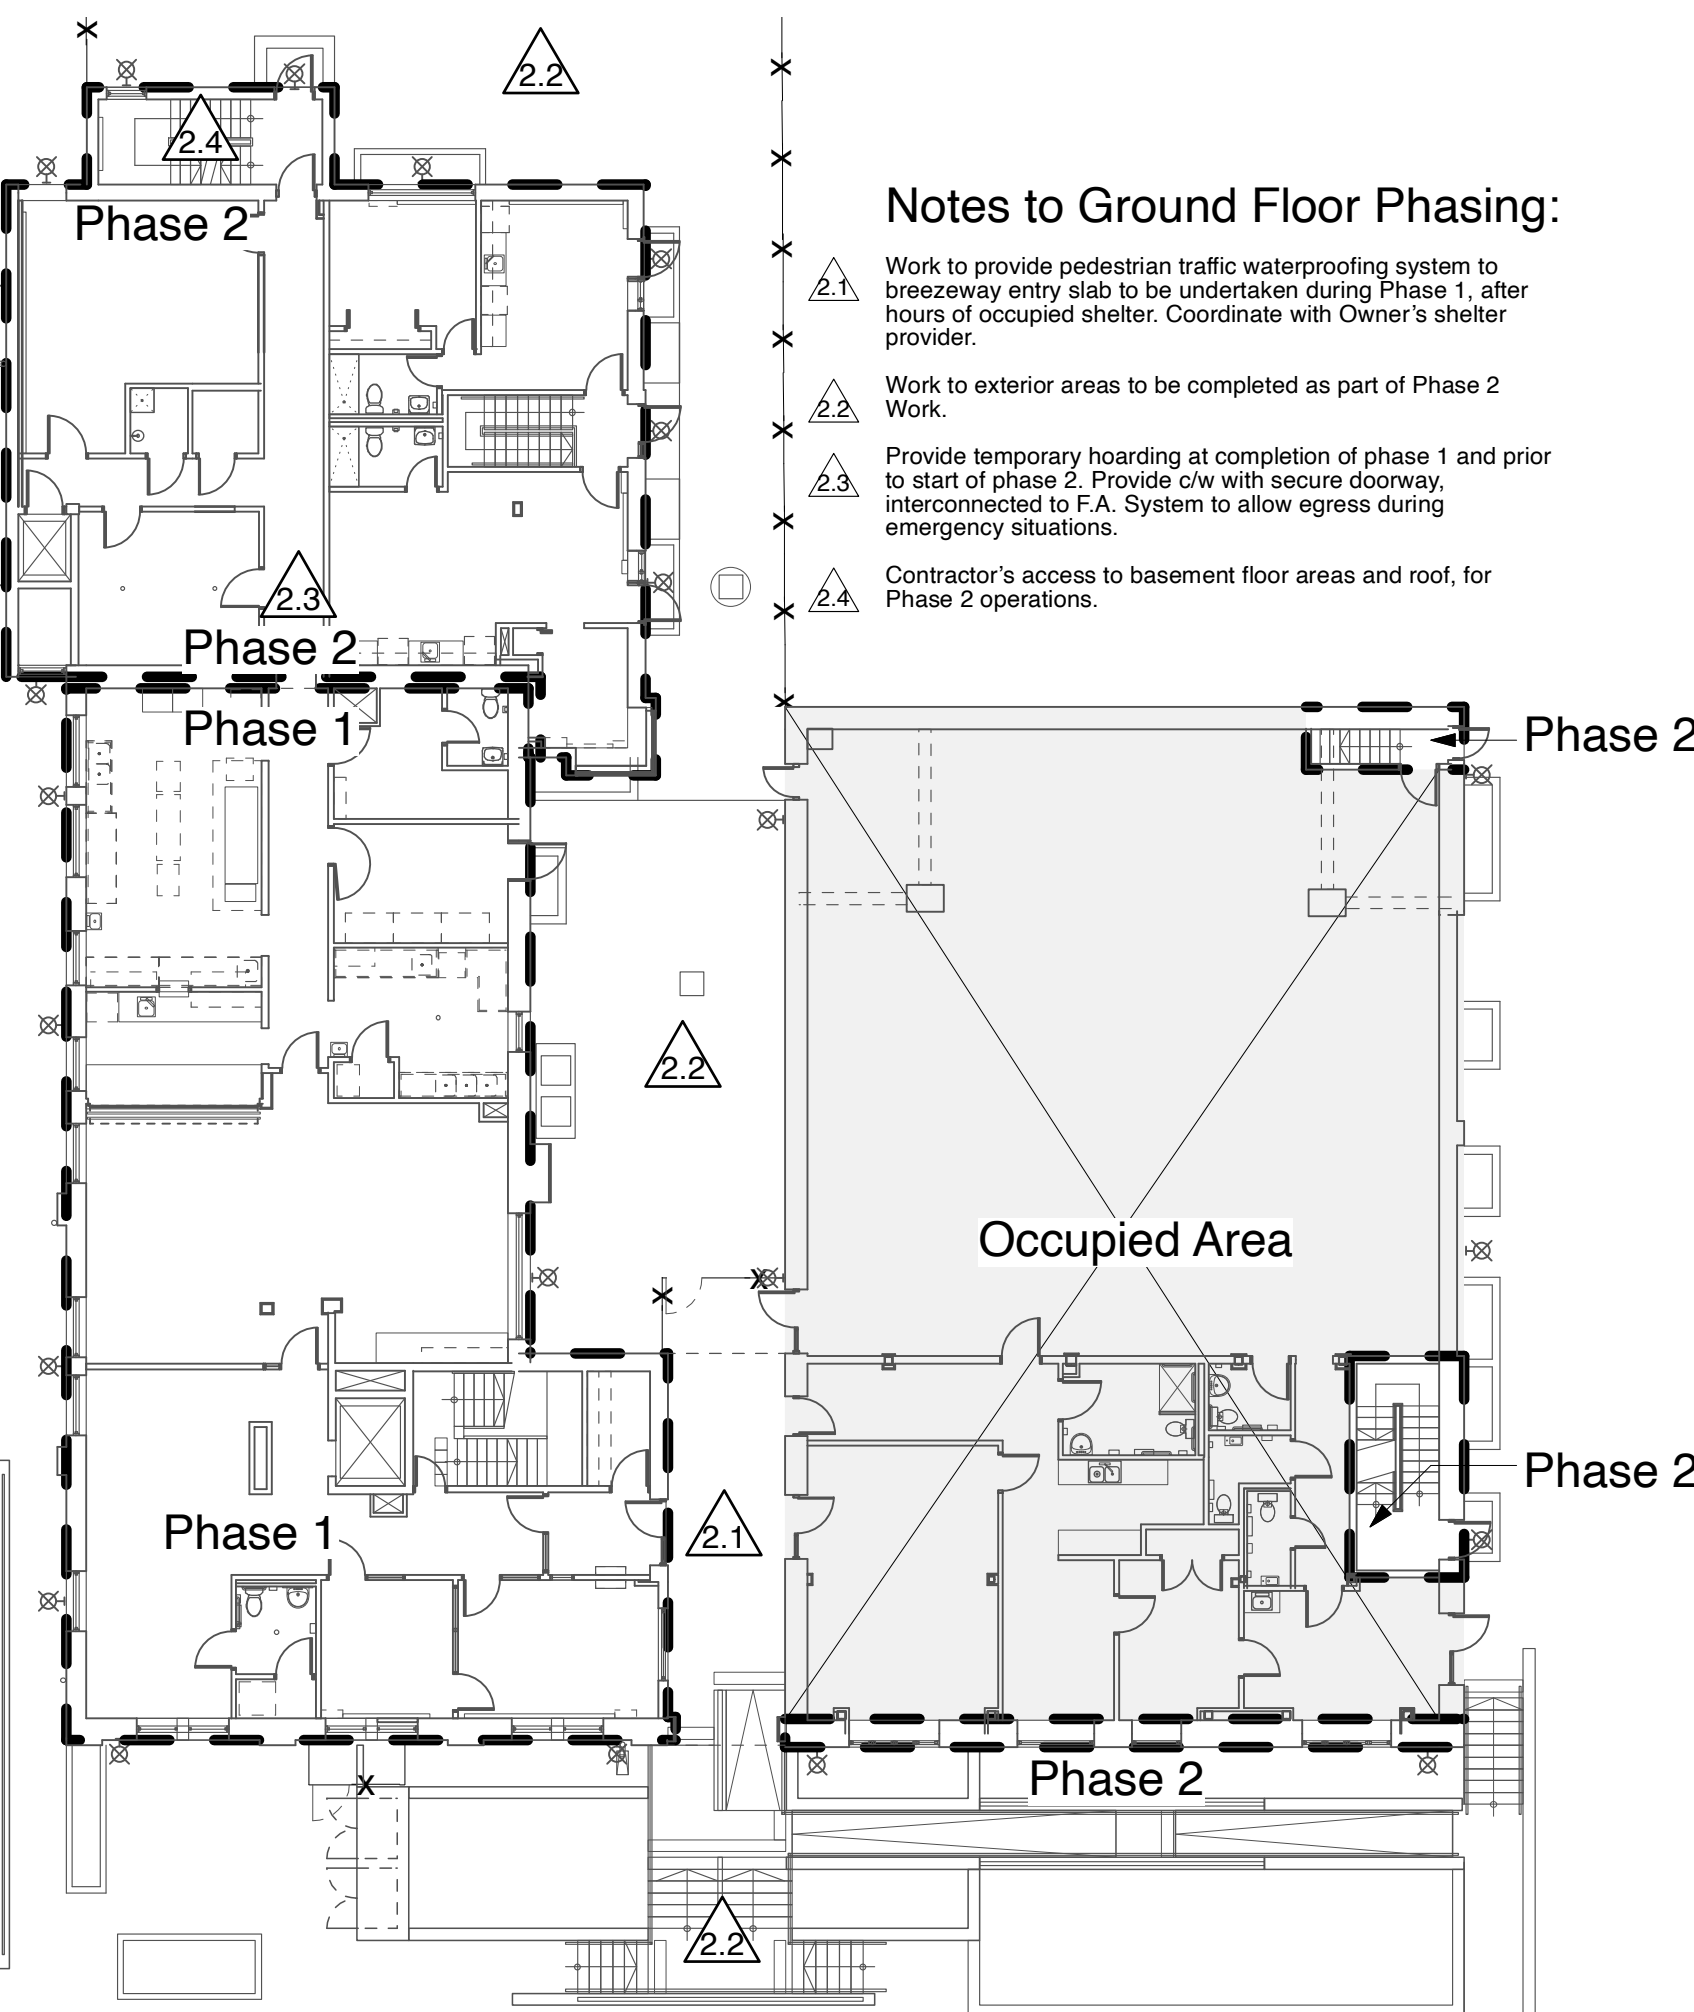 2.2
2.4
Phase 2
Notes to Ground Floor Phasing:
2.1
Work to provide pedestrian traffic waterproofing system to
breezeway entry slab to be undertaken during Phase 1, after
hours of occupied shelter. Coordinate with Owner's shelter
provider.
2.2
Work to exterior areas to be completed as part of Phase 2
Work.
2.3
Provide temporary hoarding at completion of phase 1 and prior
to start of phase 2. Provide c/w with secure doorway,
interconnected to F.A. System to allow egress during
emergency situations.
2.4
Contractor's access to basement floor areas and roof, for
Phase 2 operations.
2.3
Phase 2
Phase 1
Phase 2
2.2
Occupied Area
Phase 2
Phase 1
2.1
Phase 2
2.2